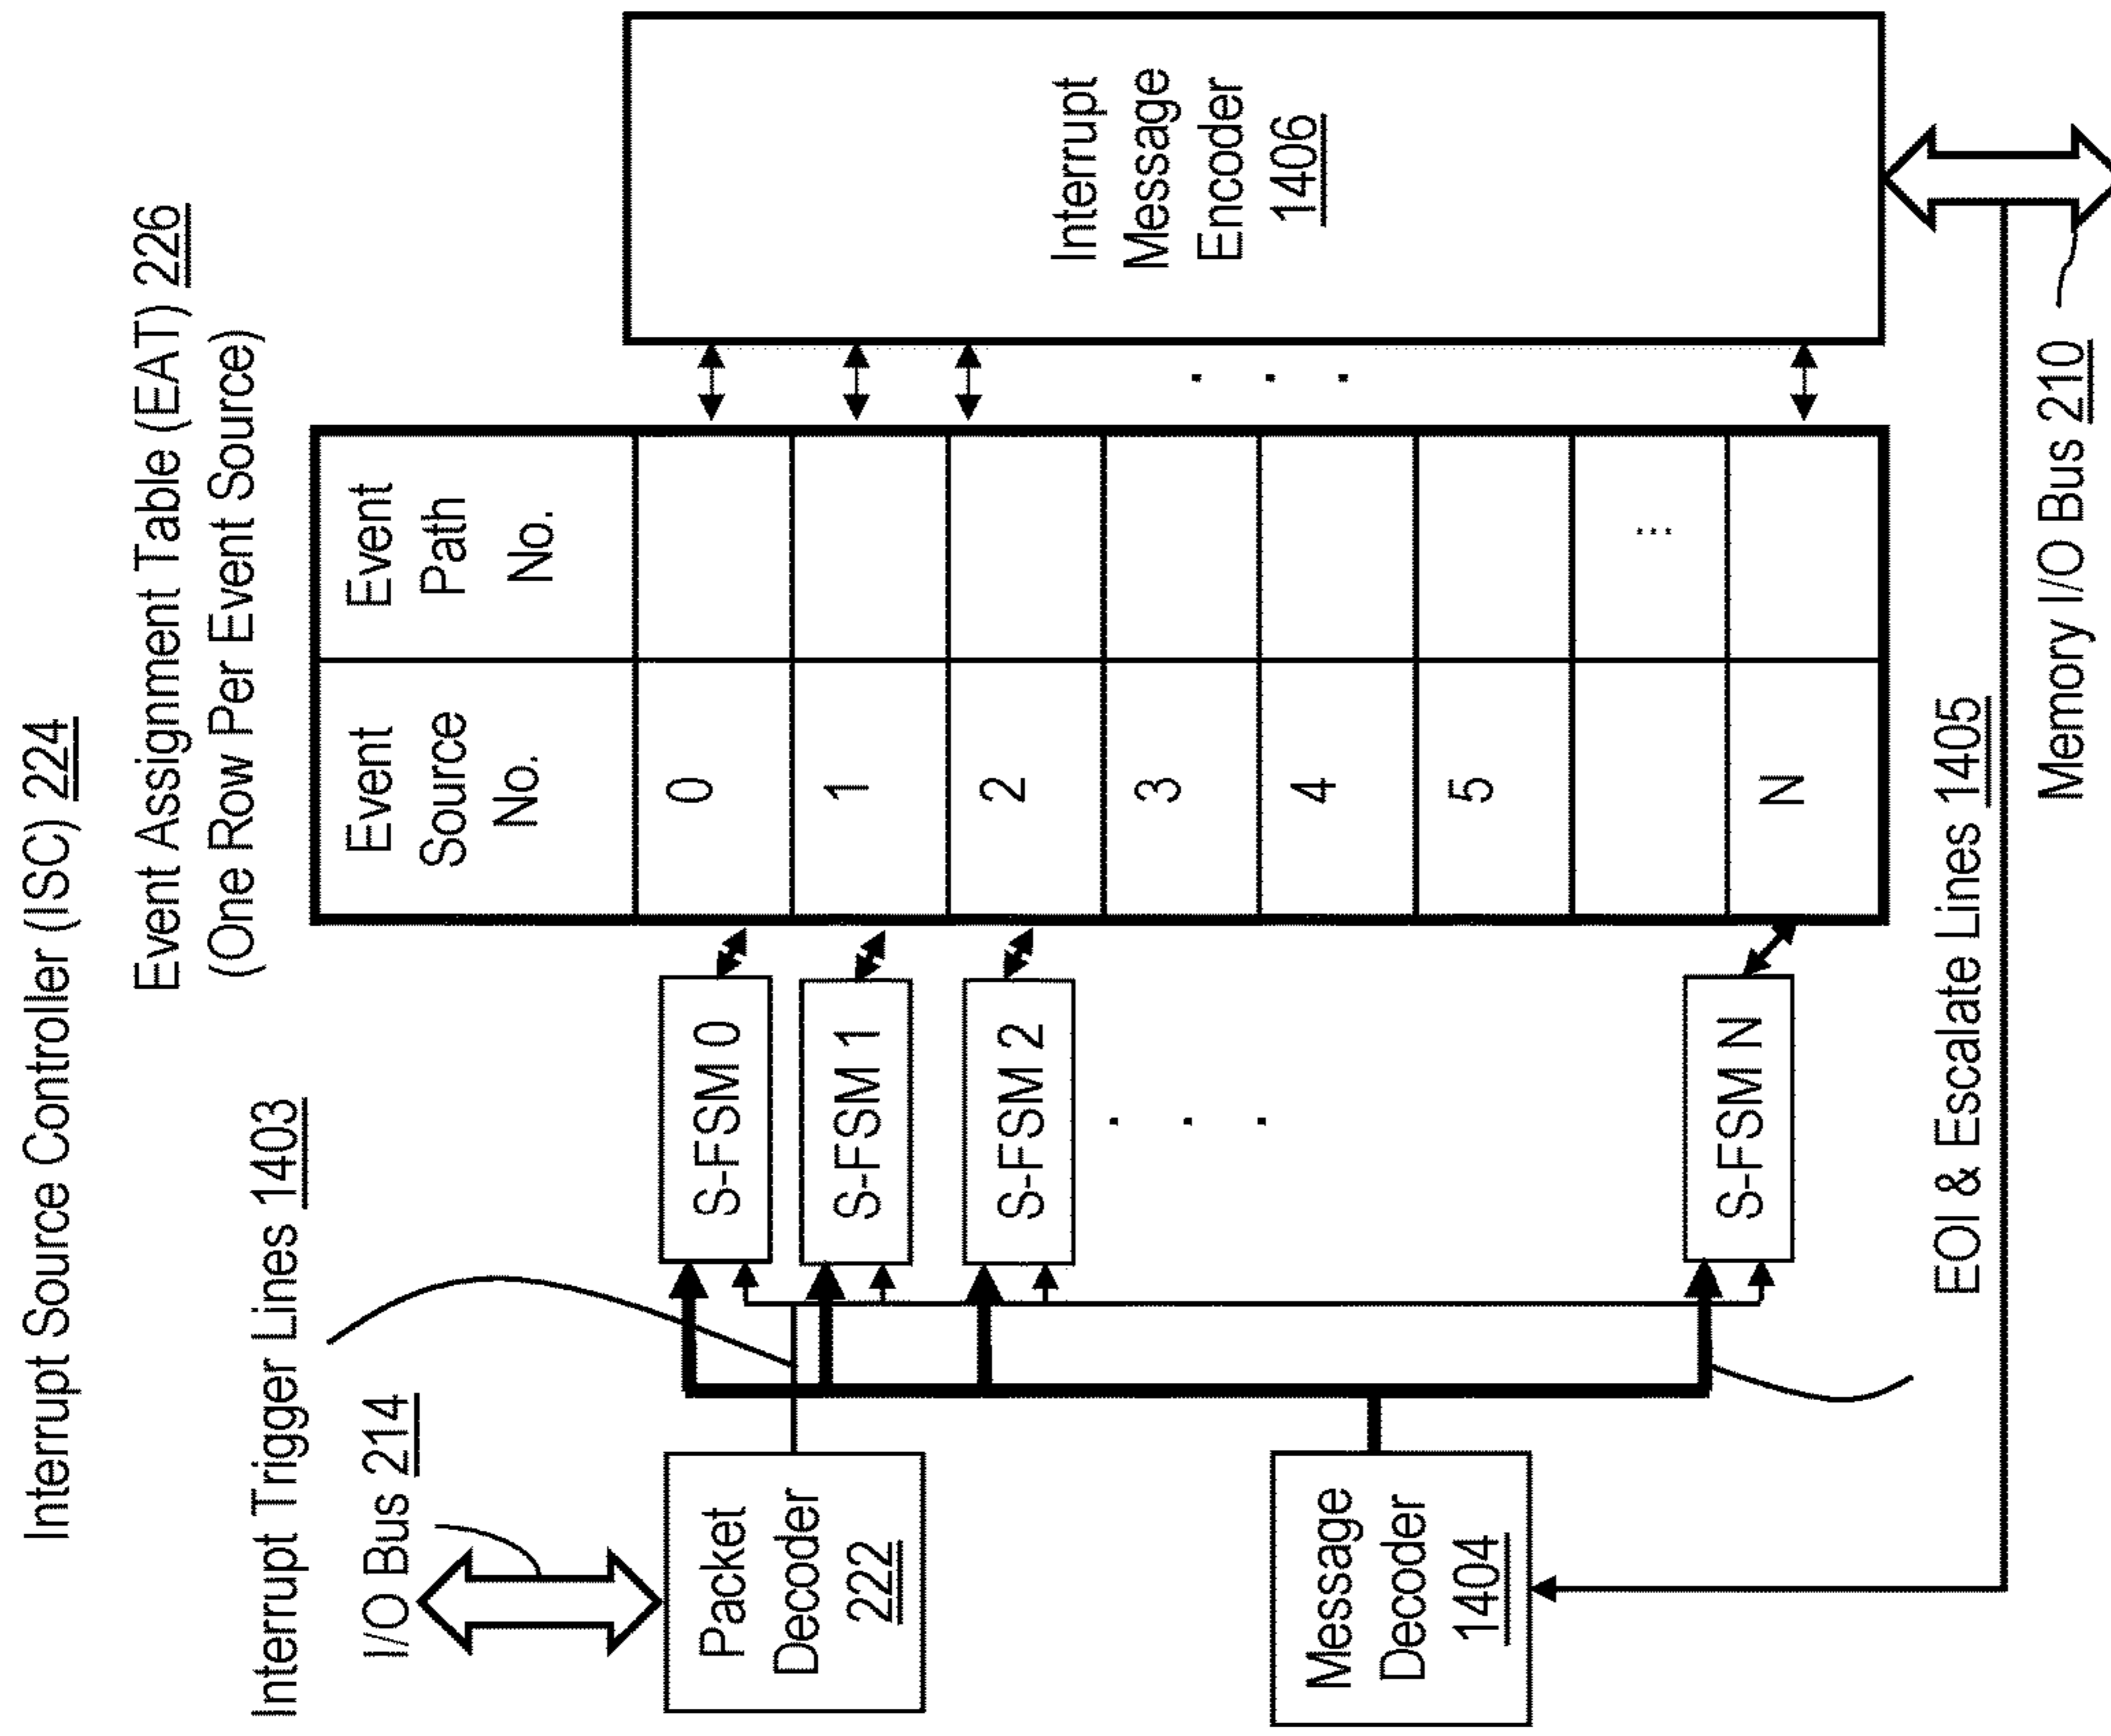 Interrupt Source Controller (ISC) 224
Event Assignment Table (EAT) 226
(One Row Per Event Source)
Interrupt Trigger Lines 1403
I/O Bus 214
Packet
Decoder
222
Message
Decoder
1404
S-FSM 0
S-FSM 1
S-FSM 2
. . .
S-FSM N
Event
Source
No.
Event
Path
No.
0
1
2
3
4
5
...
N
. . .
Interrupt
Message
Encoder
1406
EOI & Escalate Lines 1405
Memory I/O Bus 210